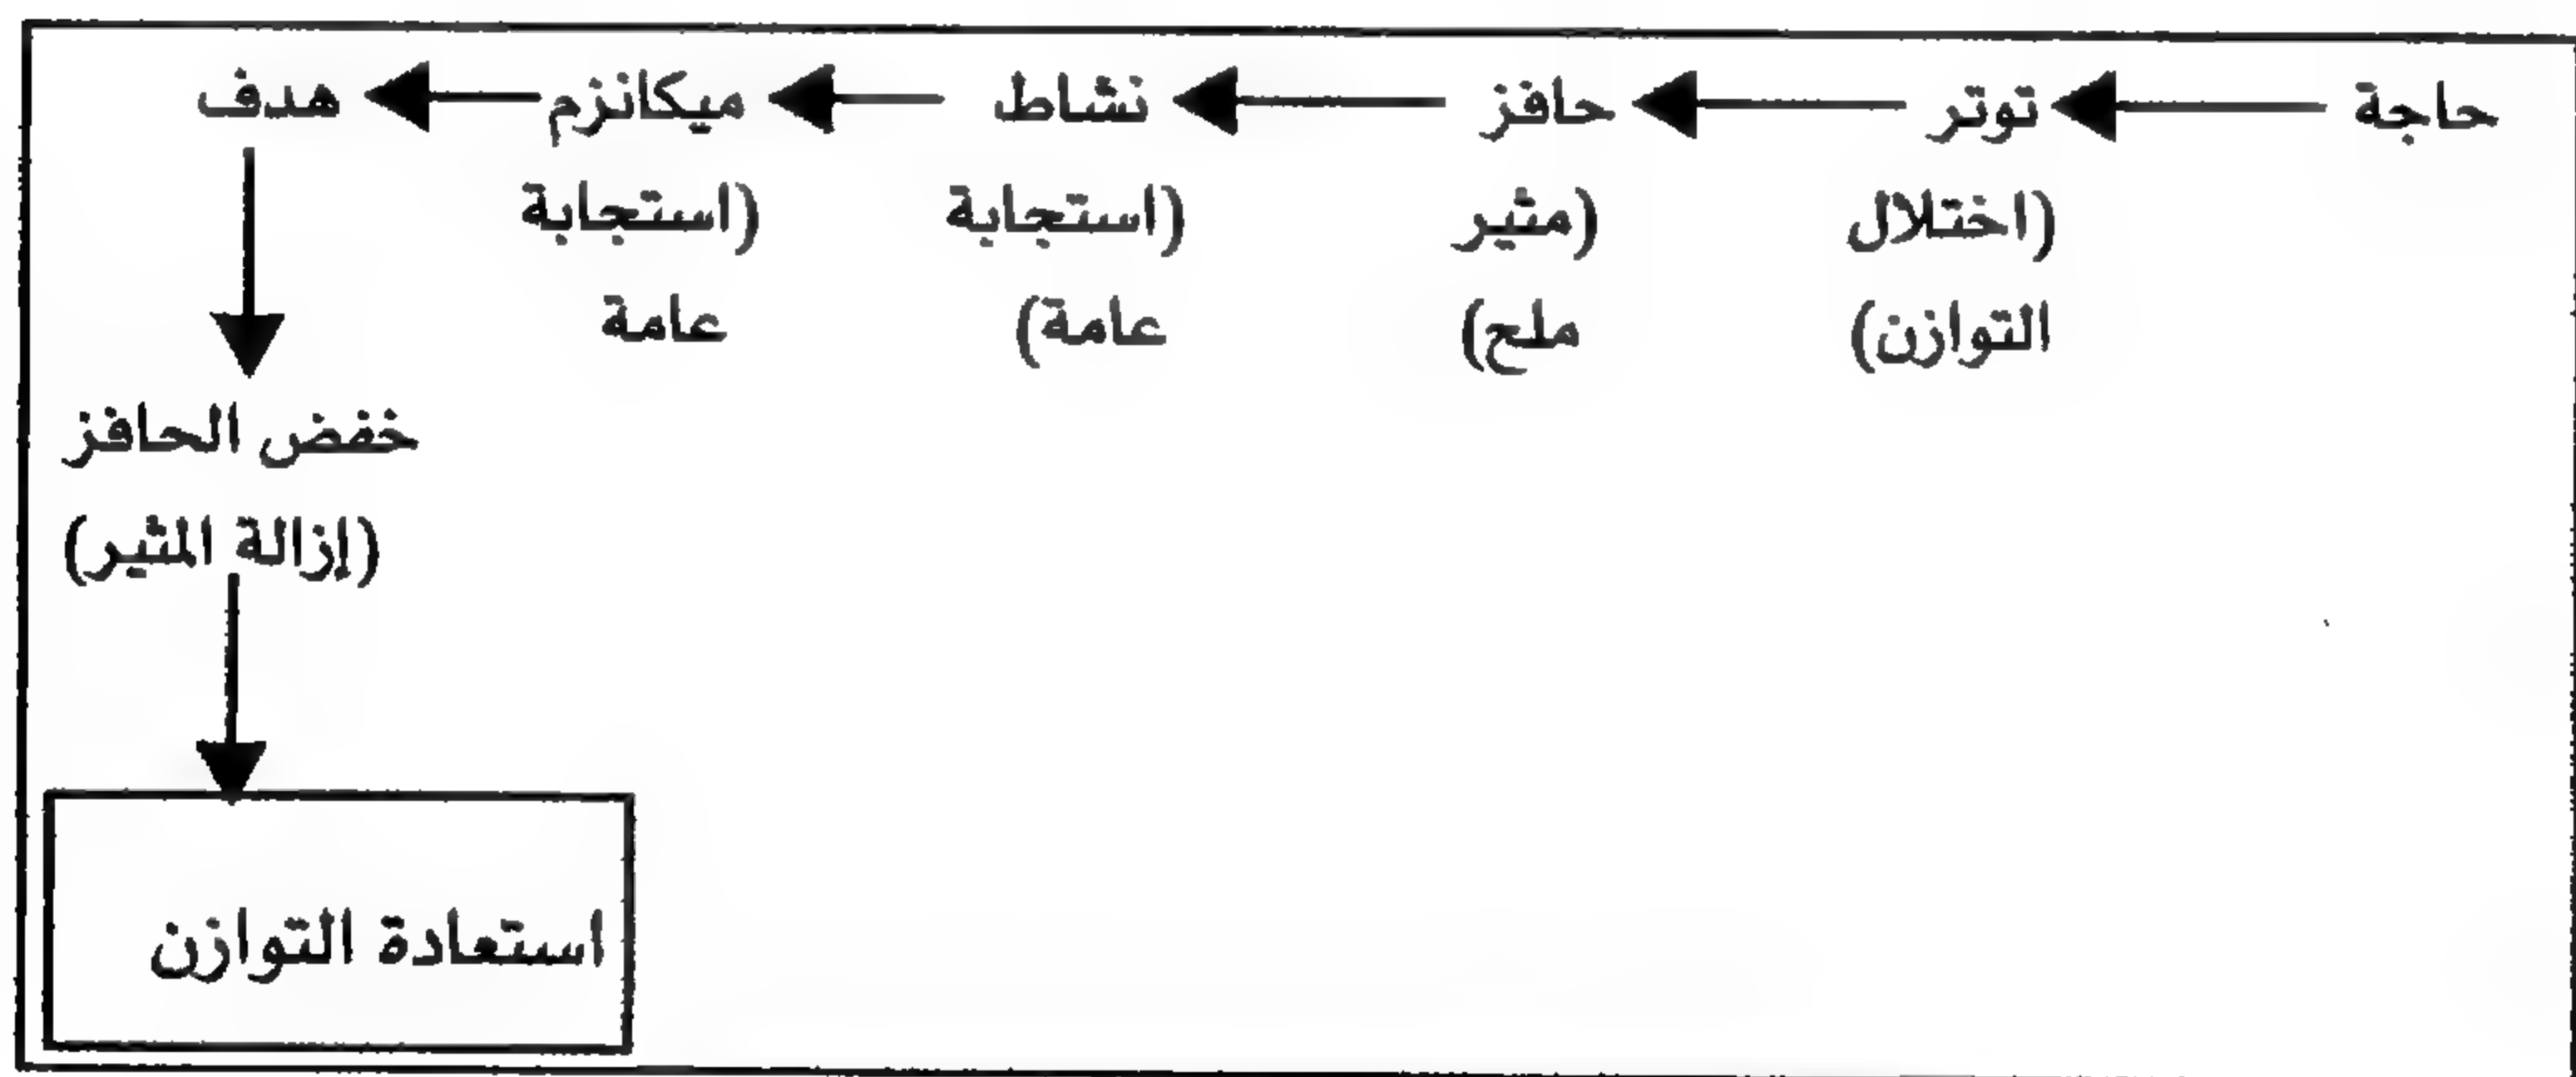 حاجة توتر حافز نشاط ميكانزم هدف
(اختلال (مثير (استجابة (استجابة
التوازن) ملح) عامة) عامة
خفض الحافز
(إزالة المثير)
استعادة التوازن